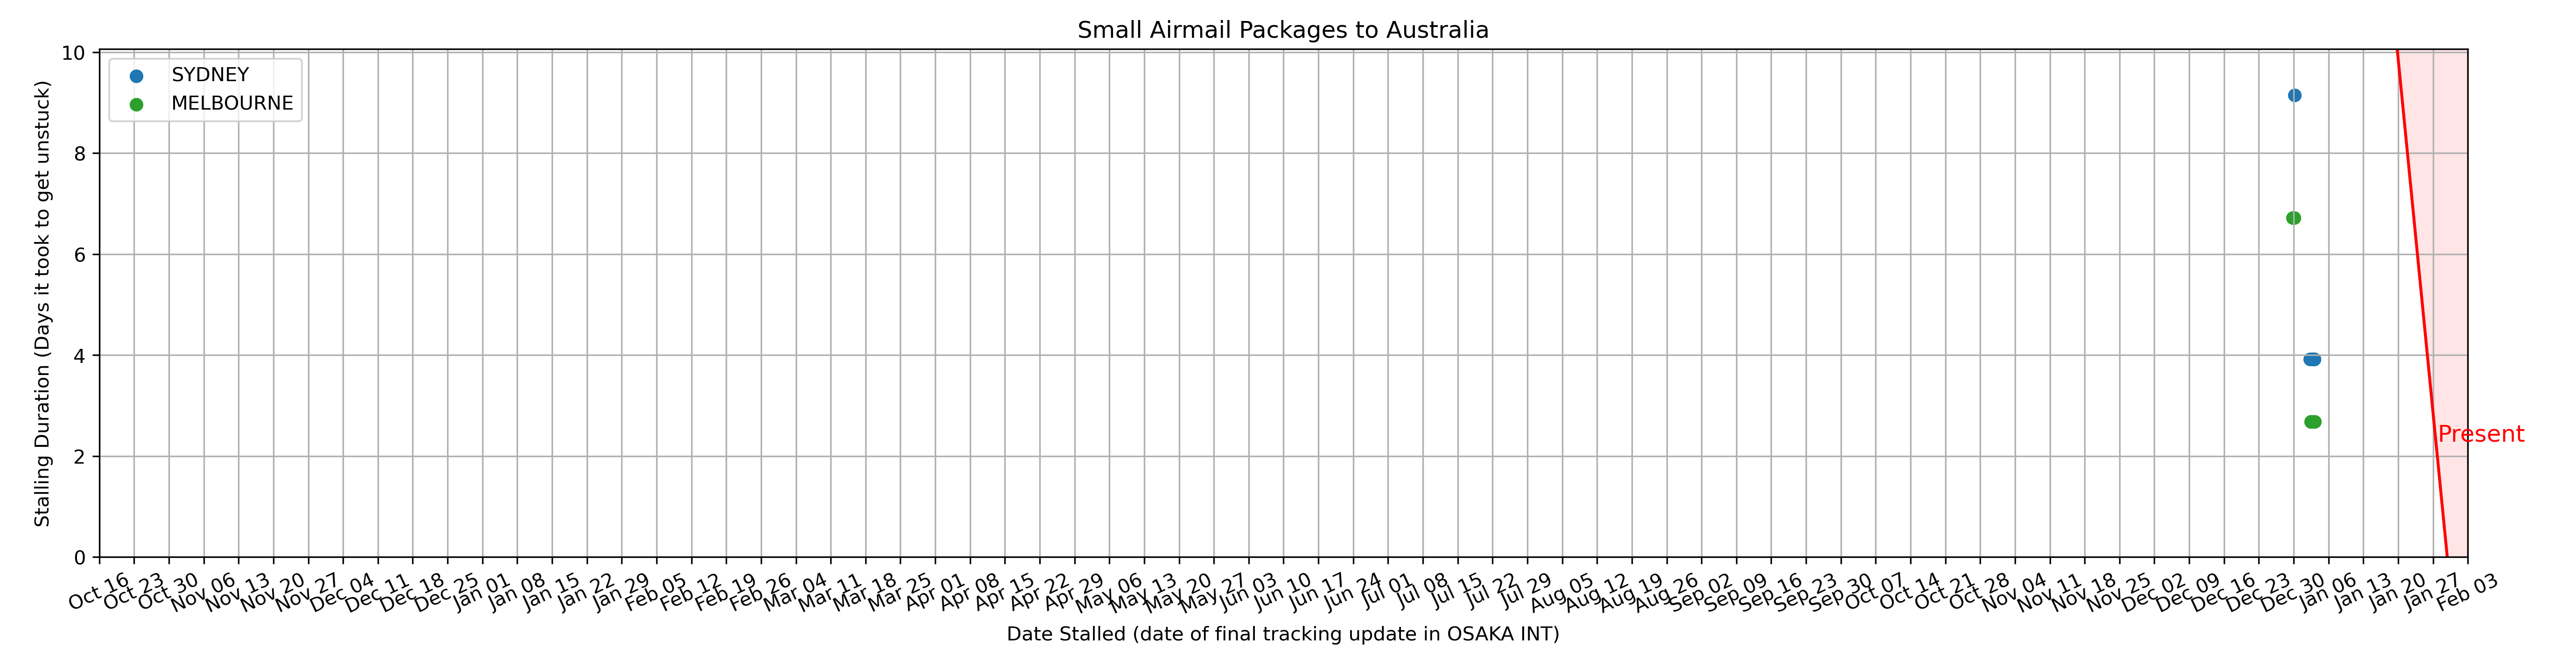 Small Airmail Packages to Australia
SYDNEY
MELBOURNE
Stalling Duration (Days it took to get unstuck)
10
8
6
4
2
0
Present
Oct 16 Oct 23 Oct 30 Nov 06 Nov 13 Nov 20 Nov 27 Dec 04 Dec 11 Dec 18 Dec 25 Jan 01 Jan 08 Jan 15 Jan 22 Jan 29 Feb 05 Feb 12 Feb 19 Feb 26 Mar 04 Mar 11 Mar 18 Mar 25 Apr 01 Apr 08 Apr 15 Apr 22 Apr 29 May 06 May 13 May 20 May 27 Jun 03 Jun 10 Jun 17 Jun 24 Jul 01 Jul 08 Jul 15 Jul 22 Jul 29 Aug 05 Aug 12 Aug 19 Aug 26 Sep 02 Sep 09 Sep 16 Sep 23 Sep 30 Oct 07 Oct 14 Oct 21 Oct 28 Nov 04 Nov 11 Nov 18 Nov 25 Dec 02 Dec 09 Dec 16 Dec 23 Dec 30 Jan 06 Jan 13 Jan 20 Jan 27 Feb 03
Date Stalled (date of final tracking update in OSAKA INT)